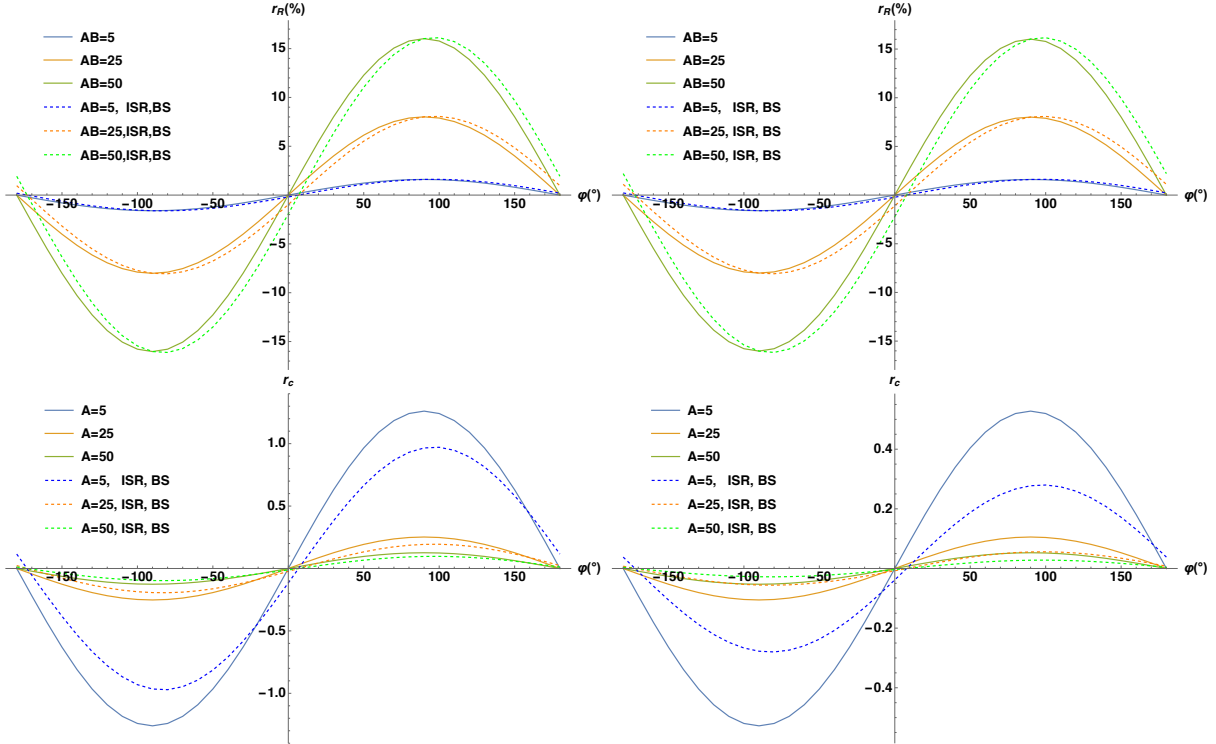 r_R(%)
AB=5
AB=25
AB=50
AB=5, ISR,BS
AB=25,ISR,BS
AB=50,ISR,BS
15
10
5
−5
−10
−15
−150
−100
−50
50
100
150
φ(°)
r_R(%)
AB=5
AB=25
AB=50
AB=5, ISR, BS
AB=25, ISR, BS
AB=50, ISR, BS
15
10
5
−5
−10
−15
−150
−100
−50
50
100
150
φ(°)
r_c
A=5
A=25
A=50
A=5, ISR, BS
A=25, ISR, BS
A=50, ISR, BS
1.0
0.5
−0.5
−1.0
−150
−100
−50
50
100
150
φ(°)
r_c
A=5
A=25
A=50
A=5, ISR, BS
A=25, ISR, BS
A=50, ISR, BS
0.4
0.2
−0.2
−0.4
−150
−100
−50
50
100
150
φ(°)